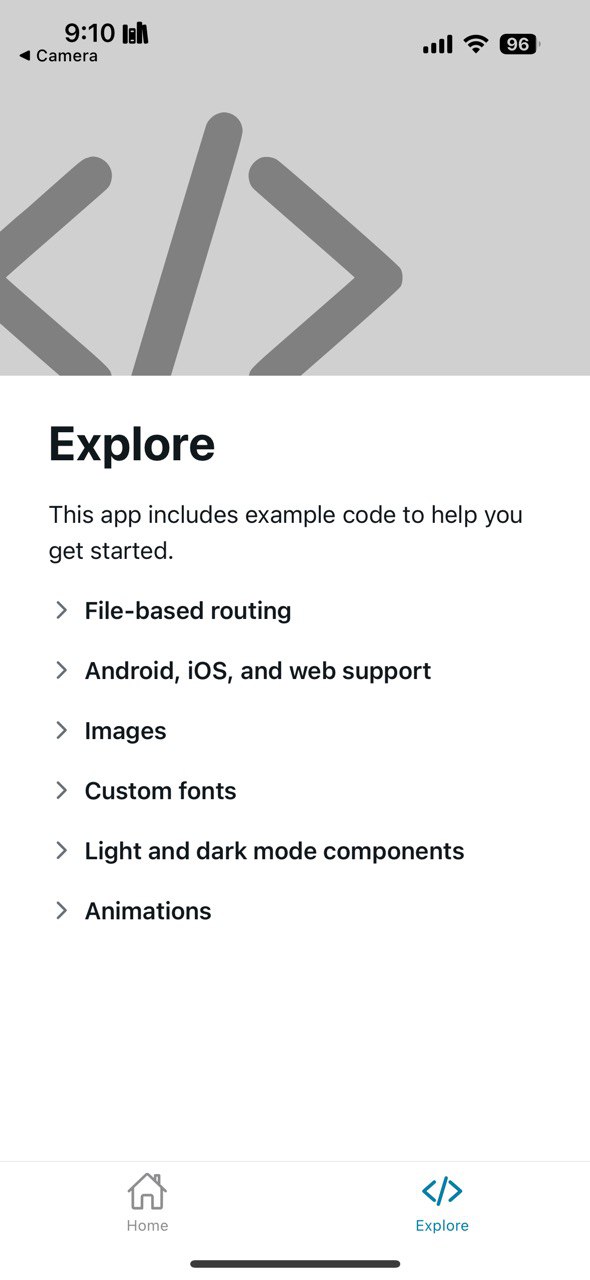 9:10
96
◀ Camera
</>
Explore
This app includes example code to help you
get started.
File-based routing
Android, iOS, and web support
Images
Custom fonts
Light and dark mode components
Animations
Home
</>
Explore